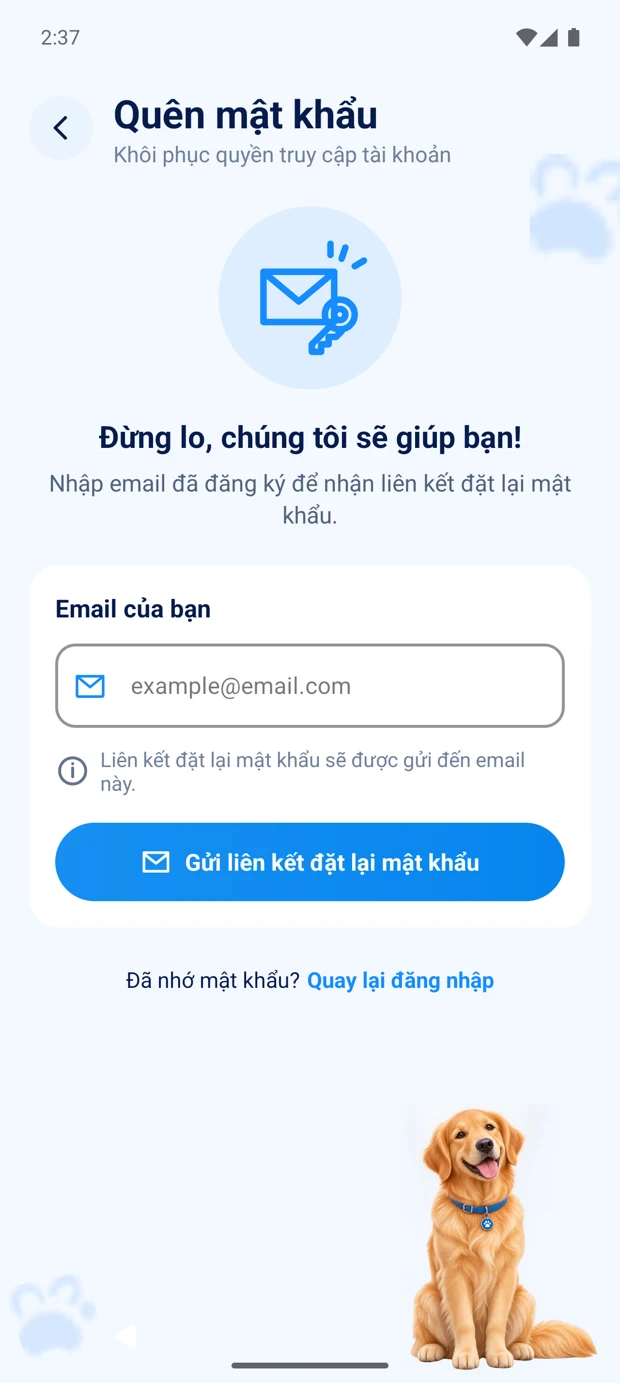 2:37
Quên mật khẩu
Khôi phục quyền truy cập tài khoản
Đừng lo, chúng tôi sẽ giúp bạn!
Nhập email đã đăng ký để nhận liên kết đặt lại mật
khẩu.
Email của bạn
example@email.com
Liên kết đặt lại mật khẩu sẽ được gửi đến email
này.
Gửi liên kết đặt lại mật khẩu
Đã nhớ mật khẩu? Quay lại đăng nhập